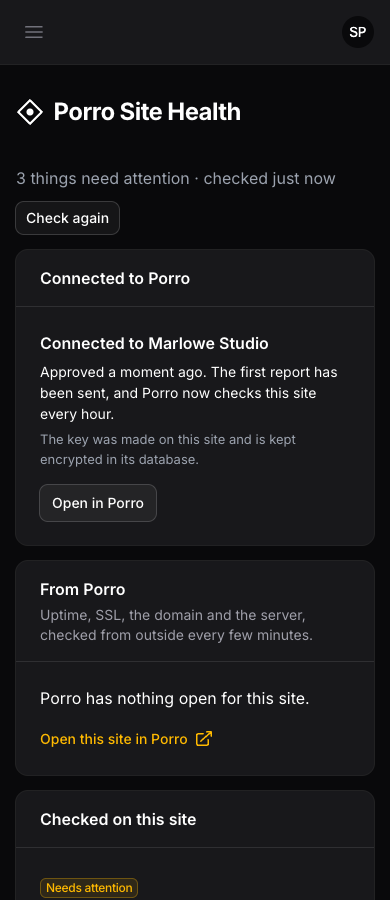 SP
Porro Site Health
3 things need attention · checked just now
Check again
Connected to Porro
Connected to Marlowe Studio
Approved a moment ago. The first report has
been sent, and Porro now checks this site
every hour.
The key was made on this site and is kept
encrypted in its database.
Open in Porro
From Porro
Uptime, SSL, the domain and the server,
checked from outside every few minutes.
Porro has nothing open for this site.
Open this site in Porro
Checked on this site
Needs attention